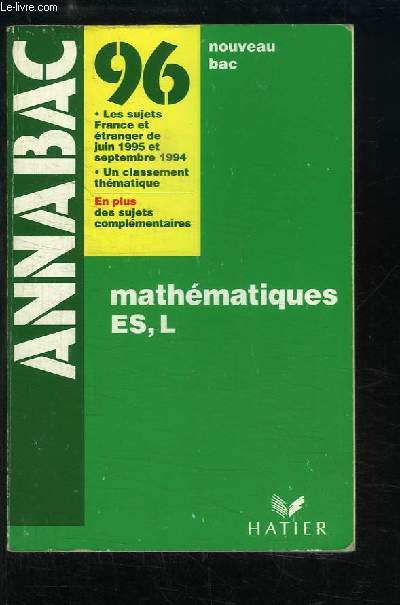 www.le-livre.com
ANNABAC
96
nouveau
bac
• Les sujets
France et
étranger de
juin 1995 et
septembre 1994
• Un classement
thématique
En plus
des sujets
complémentaires
mathématiques
ES, L
HATIER